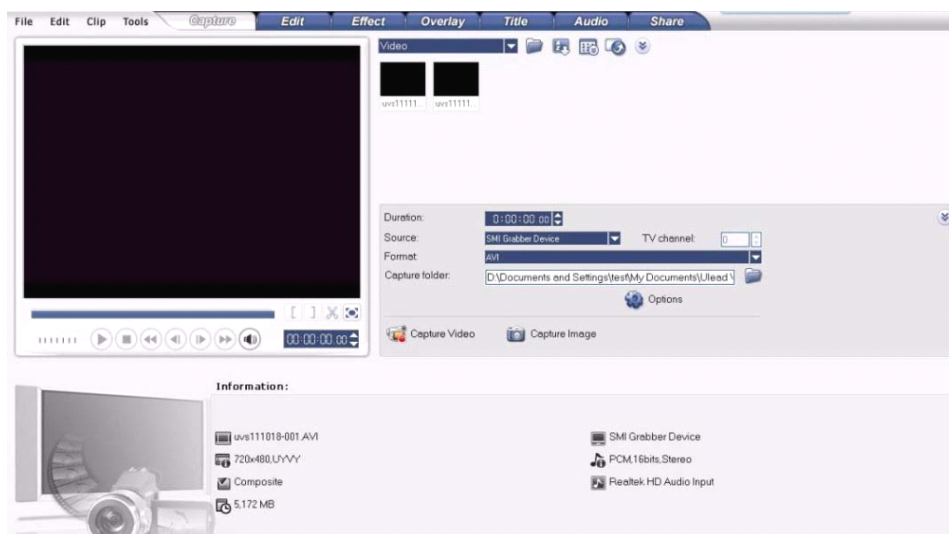 File Edit Clip Tools Capture Edit Effect Overlay Title Audio Share
Video
uvs11111... uvs11111...
Duration: 0:00:00.00
Source: SMI Grabber Device TV channel: 0
Format: AVI
Capture folder: D:\Documents and Settings\test\My Documents\Ulead V
Options
Capture Video Capture Image
00:00:00.00
Information:
uvs111018-001.AVI SMI Grabber Device
720x480,UYVY PCM,16bits,Stereo
Composite Realtek HD Audio Input
5,172 MB